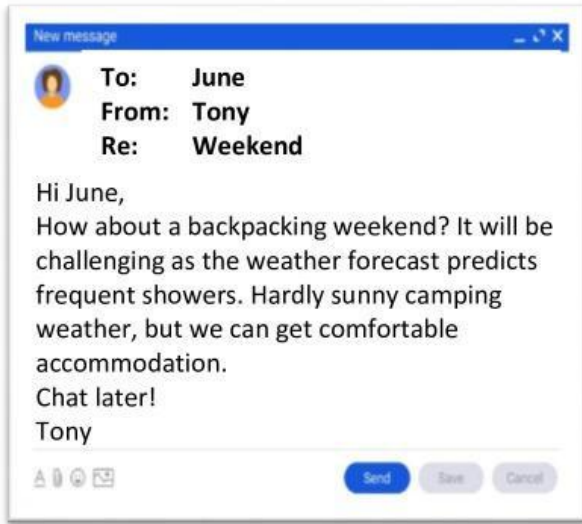 New message
To: June
From: Tony
Re: Weekend
Hi June,
How about a backpacking weekend? It will be
challenging as the weather forecast predicts
frequent showers. Hardly sunny camping
weather, but we can get comfortable
accommodation.
Chat later!
Tony
Send Save Cancel